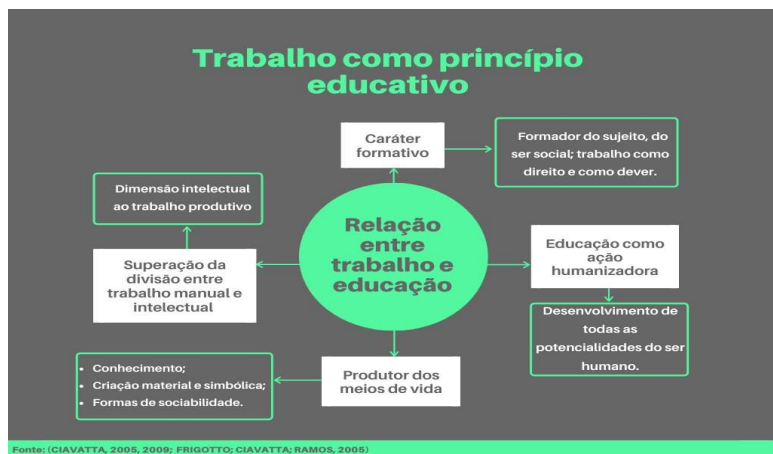 Trabalho como princípio
educativo
Caráter
formativo
Formador do sujeito, do
ser social; trabalho como
direito e como dever.
Dimensão intelectual
ao trabalho produtivo
Relação
entre
trabalho e
educação
Educação como
ação
humanizadora
Superação da
divisão entre
trabalho manual e
intelectual
Desenvolvimento de
todas as
potencialidades do ser
humano.
• Conhecimento;
• Criação material e simbólica;
• Formas de sociabilidade.
Produtor dos
meios de vida
Fonte: (CIAVATTA, 2005, 2009; FRIGOTTO; CIAVATTA; RAMOS, 2005)